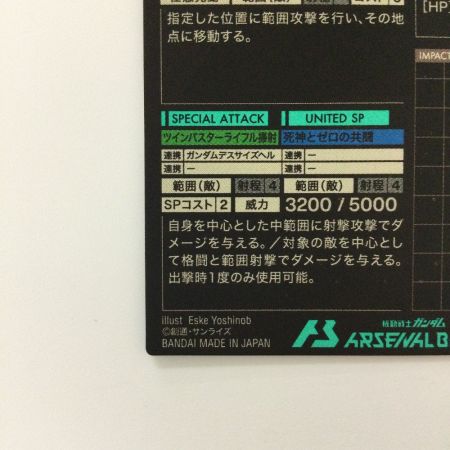 範囲(敵)
指定した位置に範囲攻撃を行い、その地
点に移動する。
[HP]
IMPACT
SPECIAL ATTACK
UNITED SP
ツインバスターライフル掃射
死神とゼロの共闘
連携 ガンダムデスサイズヘル
連携 ー
連携 ー
連携 ー
範囲(敵) 射程 4
範囲(敵) 射程 4
SPコスト 2 威力 3200 / 5000
自身を中心とした中範囲に射撃攻撃でダ
メージを与える。/対象の敵を中心とし
て格闘と範囲射撃でダメージを与える。
出撃時1度のみ使用可能。
illust Eske Yoshinob
©創通・サンライズ
BANDAI MADE IN JAPAN
機動戦士ガンダム
ARSENAL B